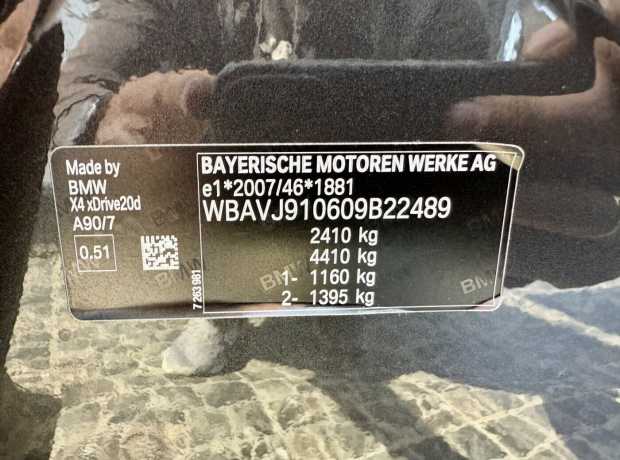 Made by
BMW
X4 xDrive20d
A90/7
0.51
7 263 981
BAYERISCHE MOTOREN WERKE AG
e1*2007/46*1881
WBAVJ910609B22489
2410 kg
4410 kg
1- 1160 kg
2- 1395 kg